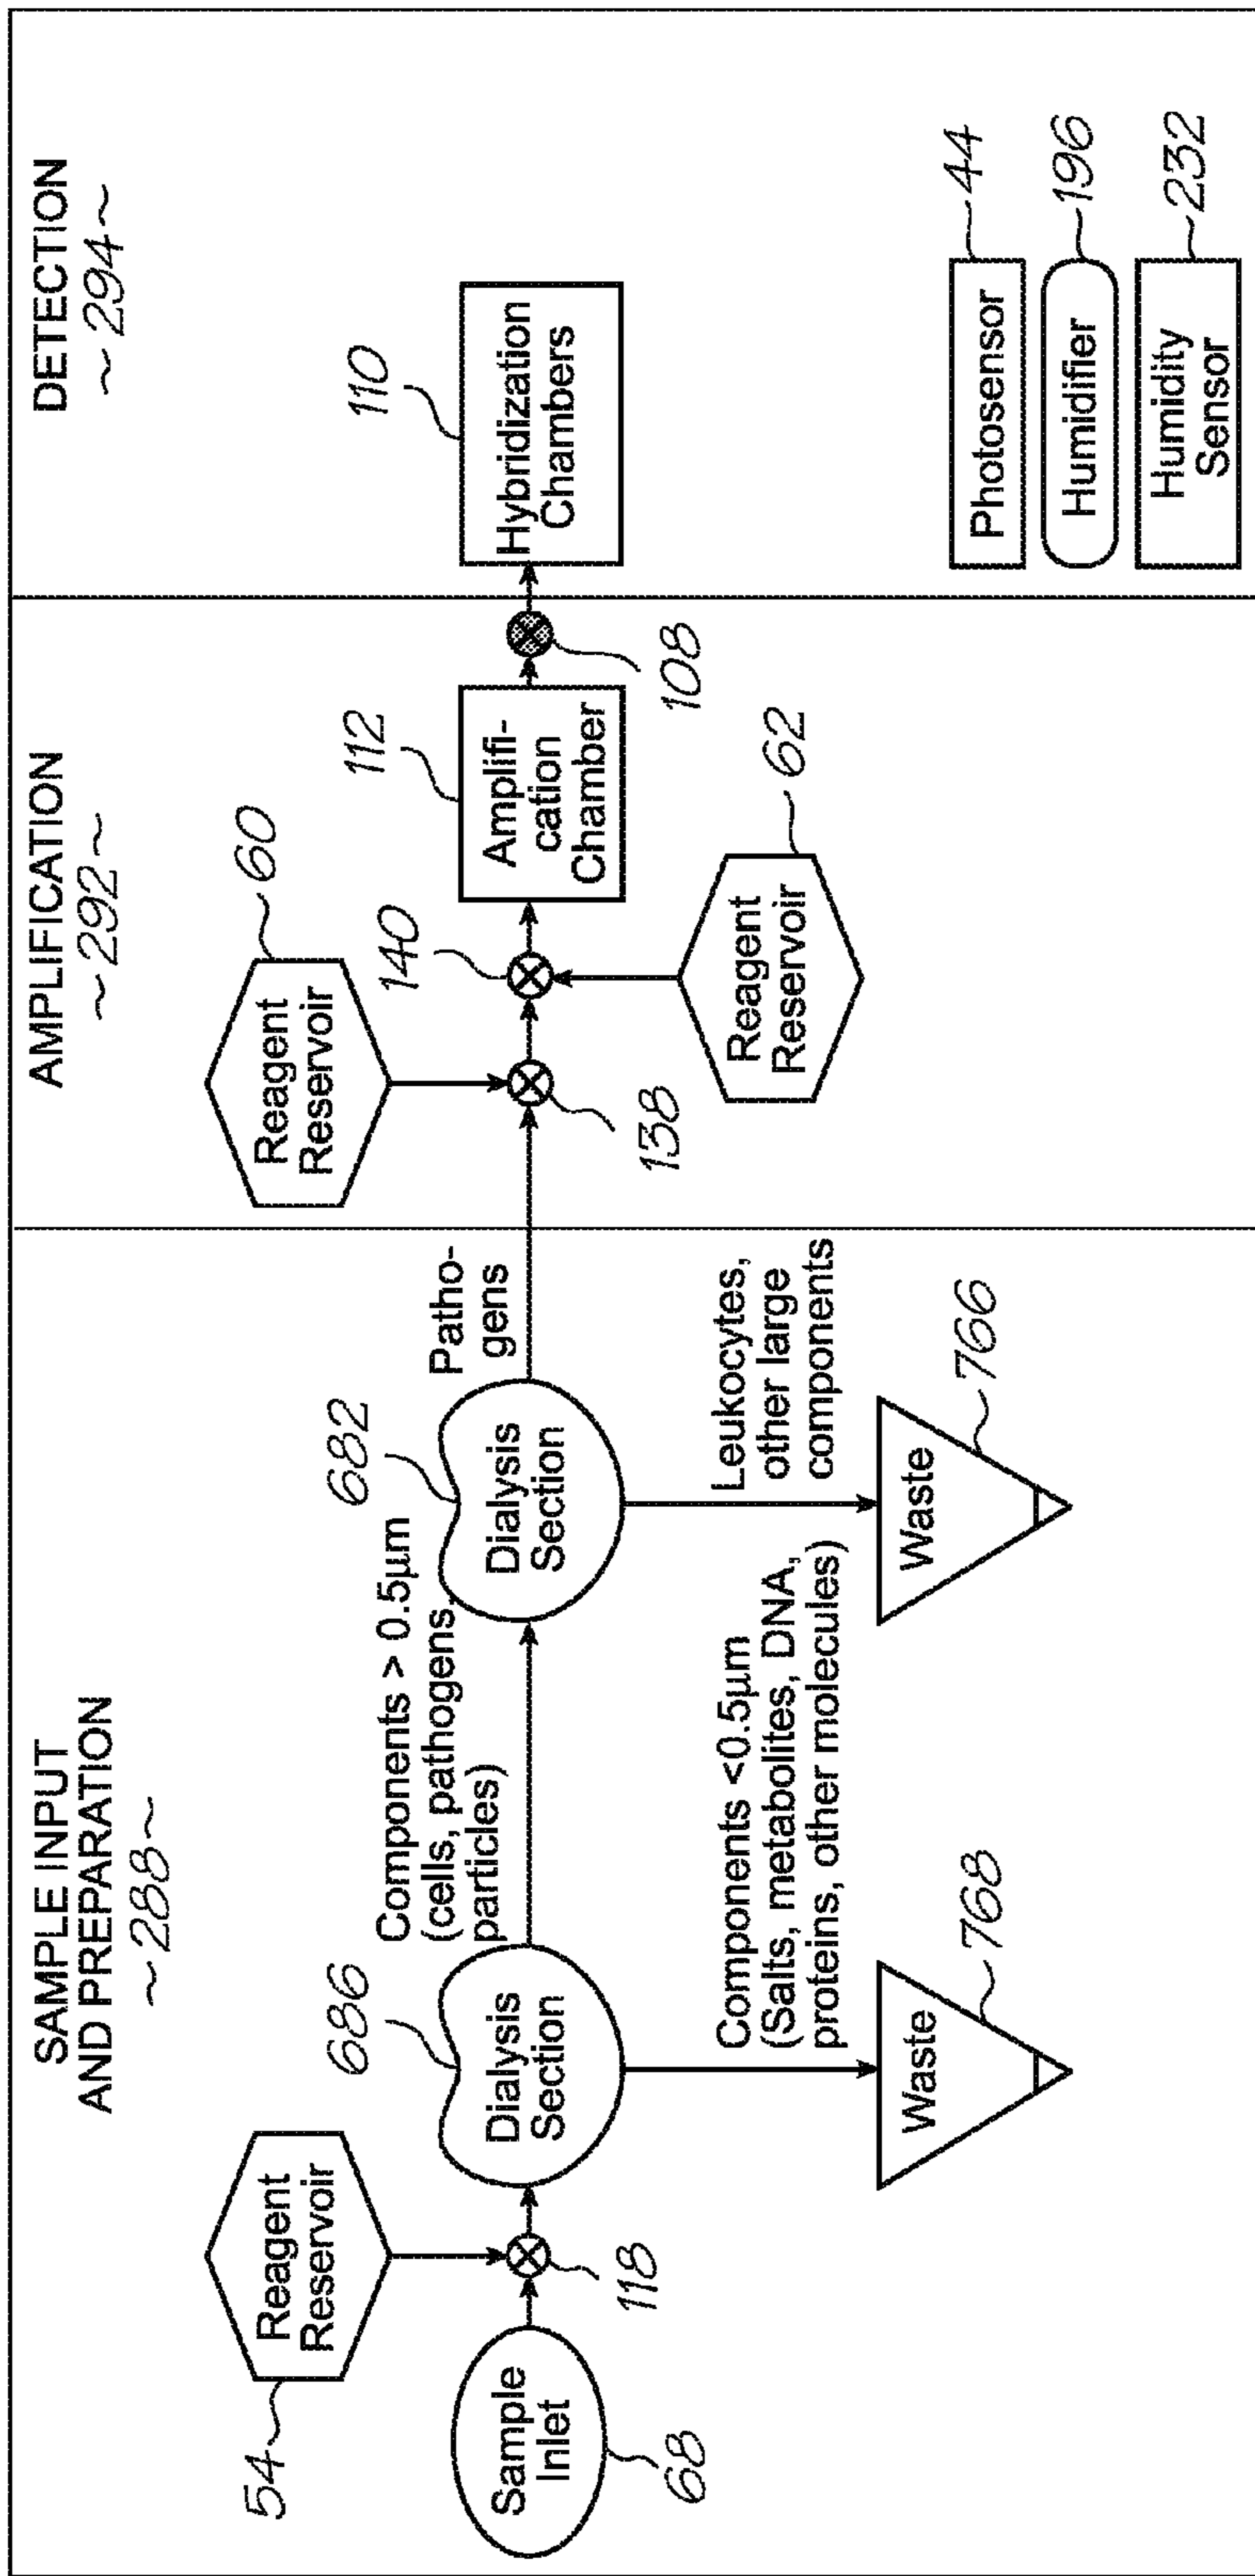 SAMPLE INPUT
AND PREPARATION
~288~
54
Reagent
Reservoir
Sample
Inlet
68
118
686
Dialysis
Section
Components > 0.5μm
(cells, pathogens,
particles)
Components <0.5μm
(Salts, metabolites, DNA,
proteins, other molecules)
Waste
768
682
Dialysis
Section
Patho-
gens
Leukocytes,
other large
components
Waste
766
AMPLIFICATION
~292~
60
Reagent
Reservoir
138
140
Reagent
Reservoir
62
112
Amplifi-
cation
Chamber
108
DETECTION
~294~
110
Hybridization
Chambers
Photosensor
44
Humidifier
196
Humidity
Sensor
232